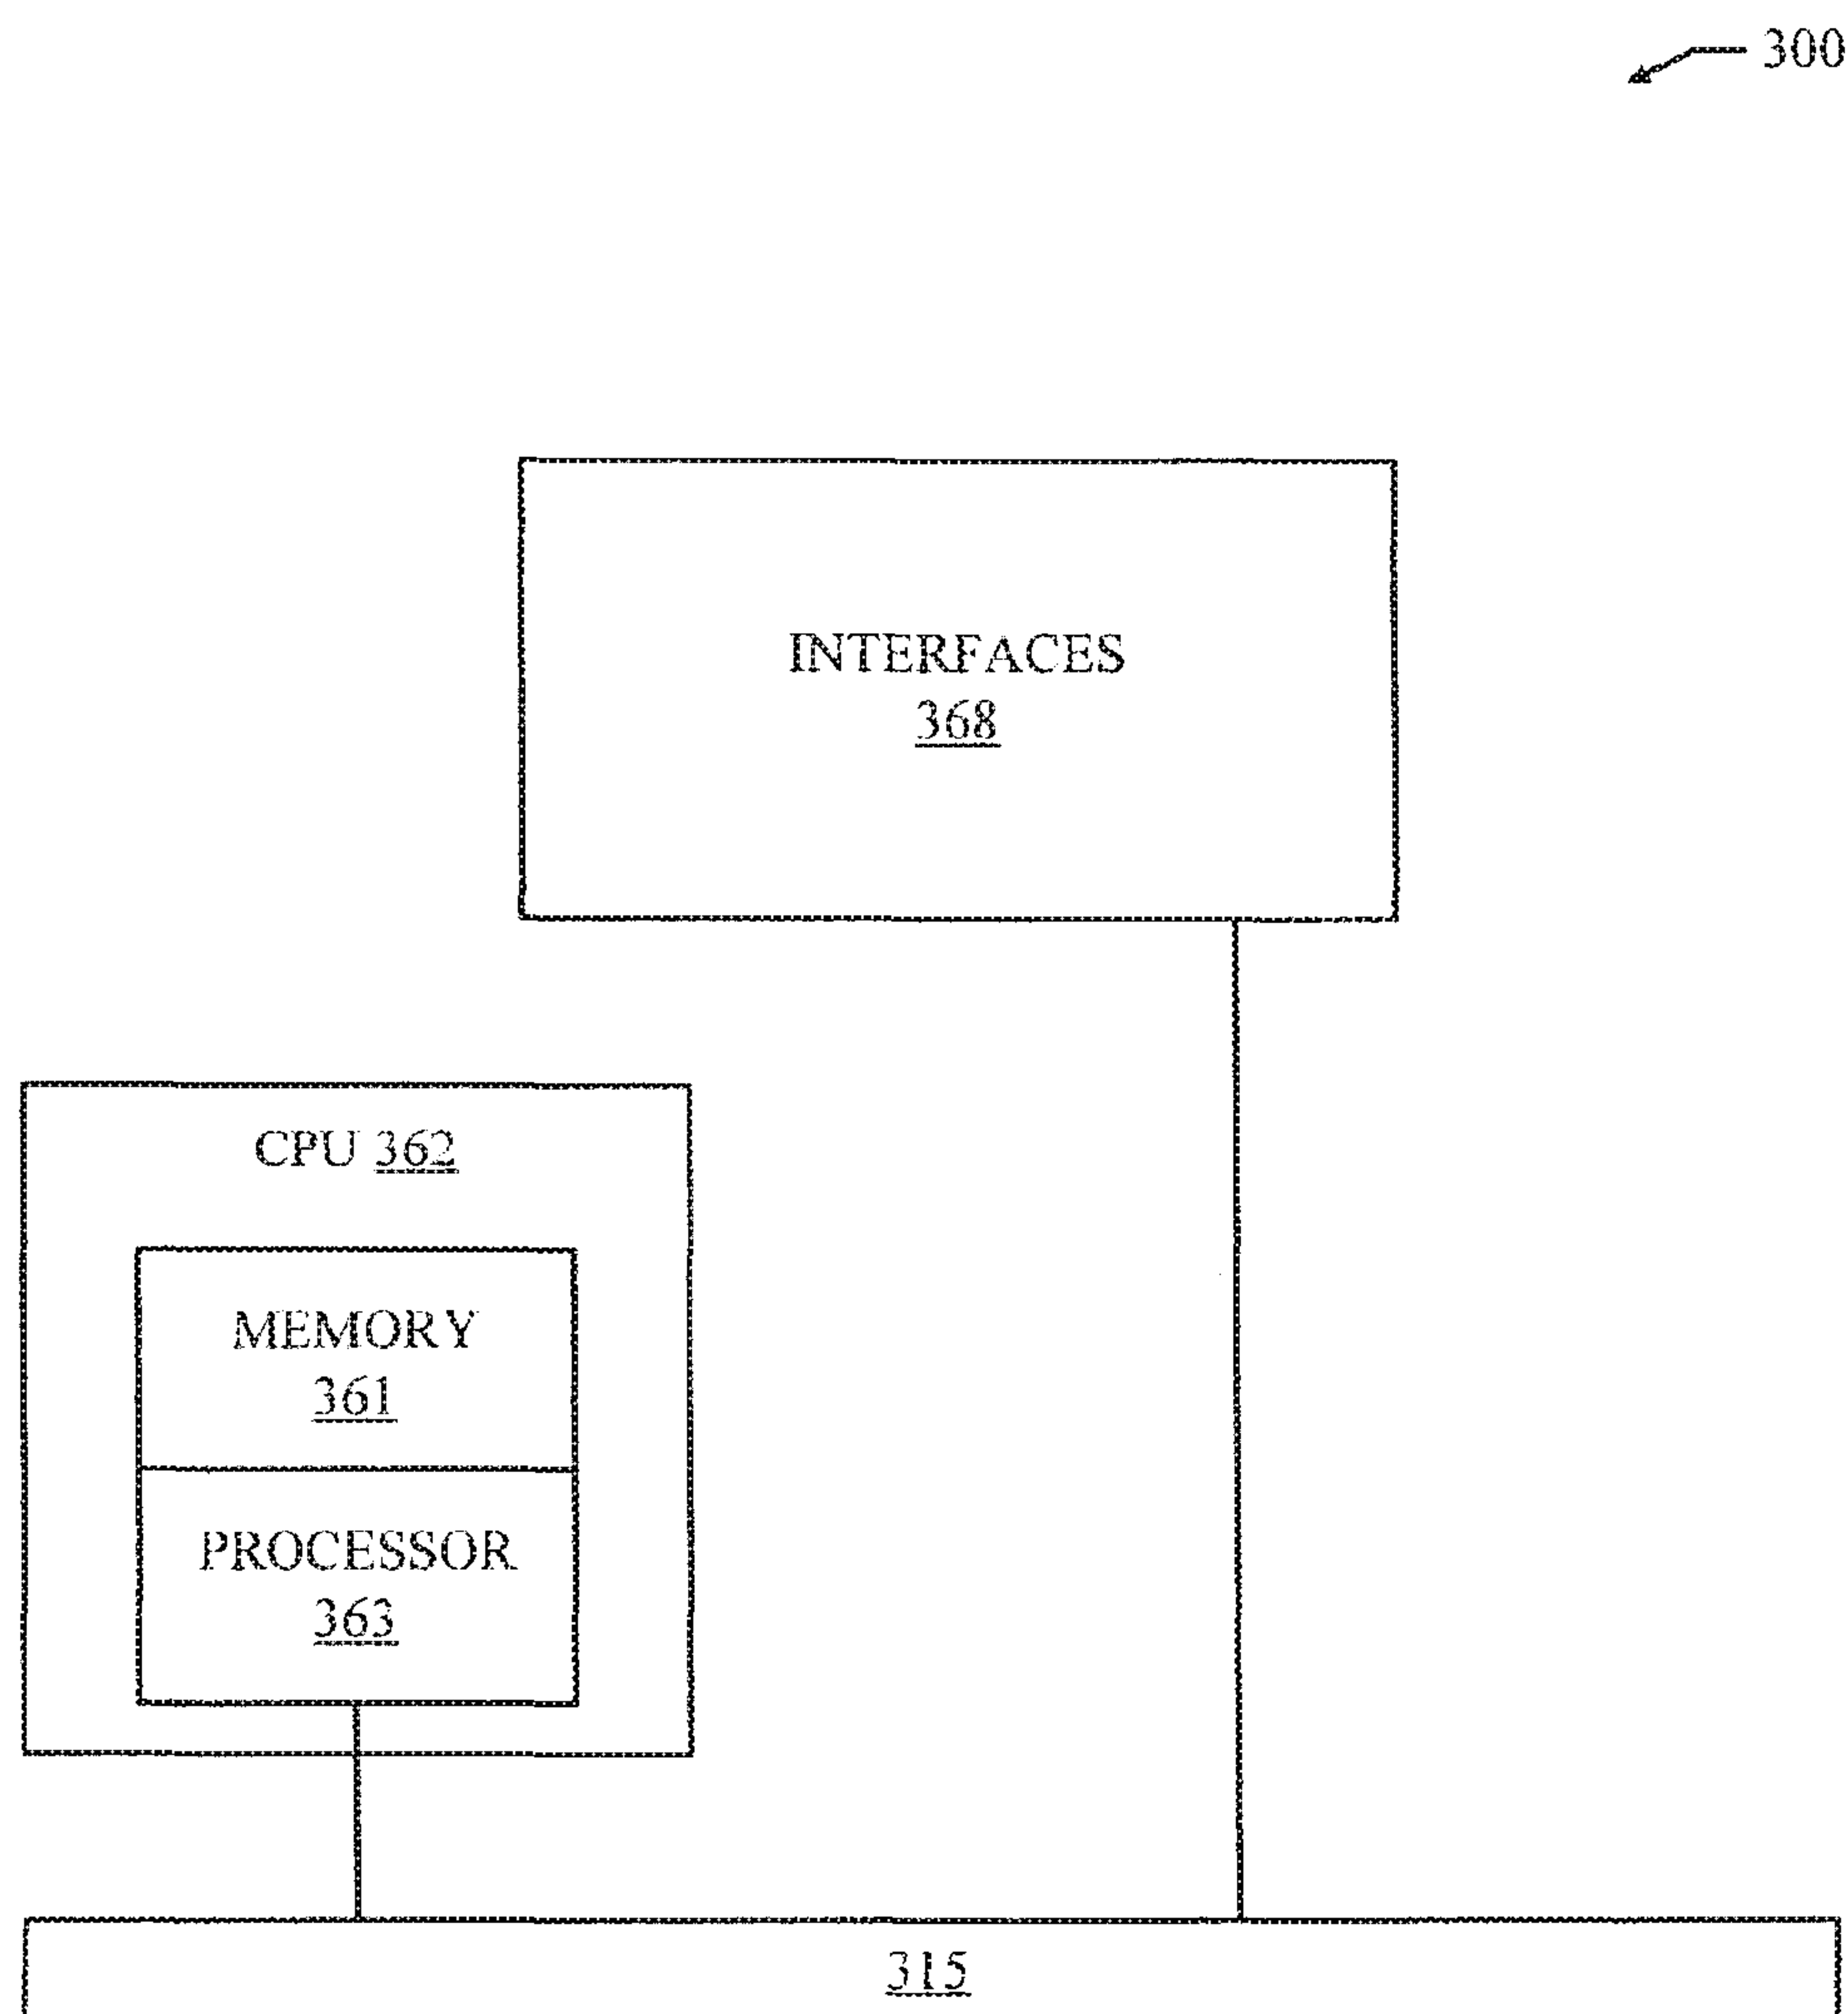 300
INTERFACES
368
CPU 362
MEMORY
361
PROCESSOR
363
315